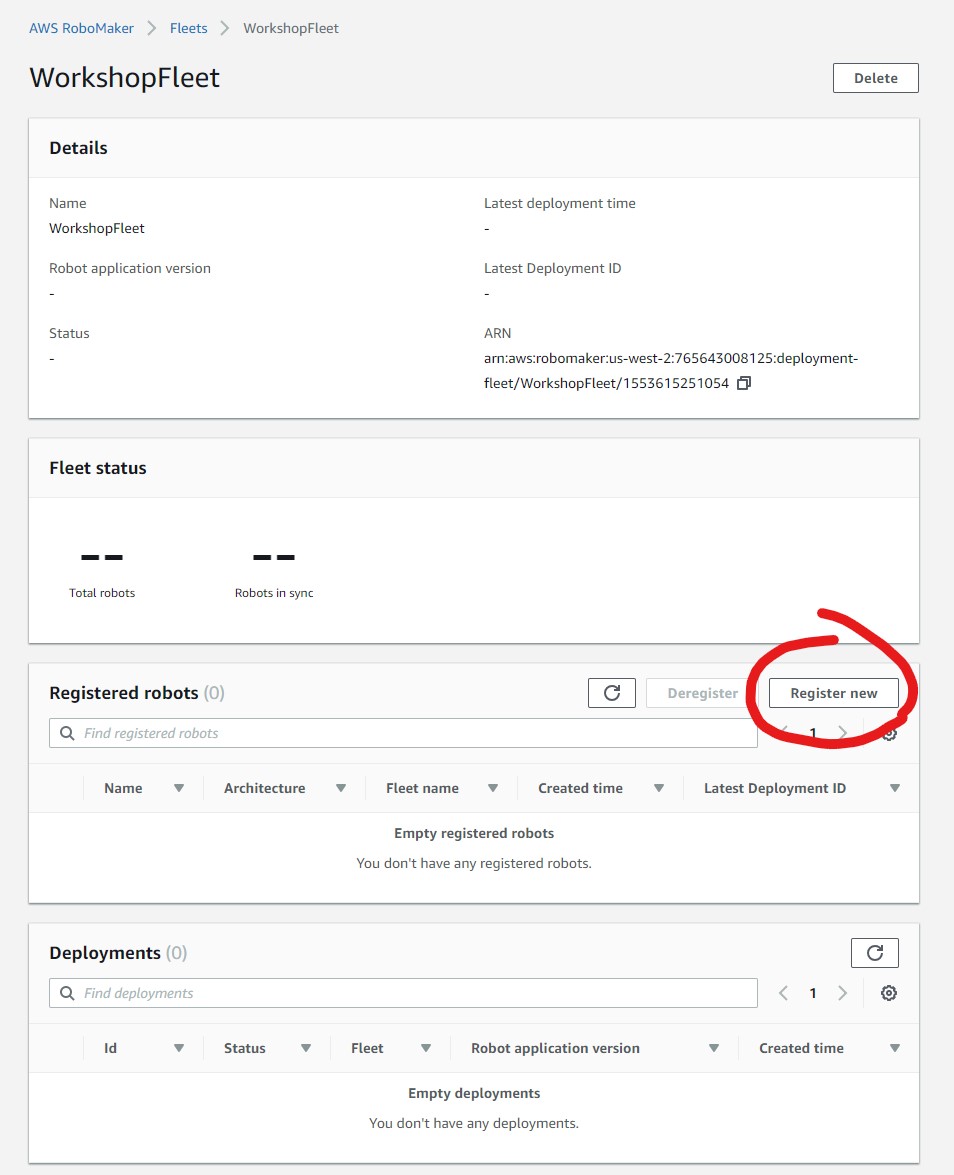 AWS RoboMaker > Fleets > WorkshopFleet
WorkshopFleet
Delete
Details
Name
WorkshopFleet
Latest deployment time
-
Robot application version
-
Latest Deployment ID
-
Status
-
ARN
arn:aws:robomaker:us-west-2:765643008125:deployment-
fleet/WorkshopFleet/1553615251054
Fleet status
-- --
Total robots Robots in sync
Registered robots (0) Deregister Register new
Find registered robots 1
Name Architecture Fleet name Created time Latest Deployment ID
Empty registered robots
You don't have any registered robots.
Deployments (0)
Find deployments < 1 >
Id Status Fleet Robot application version Created time
Empty deployments
You don't have any deployments.